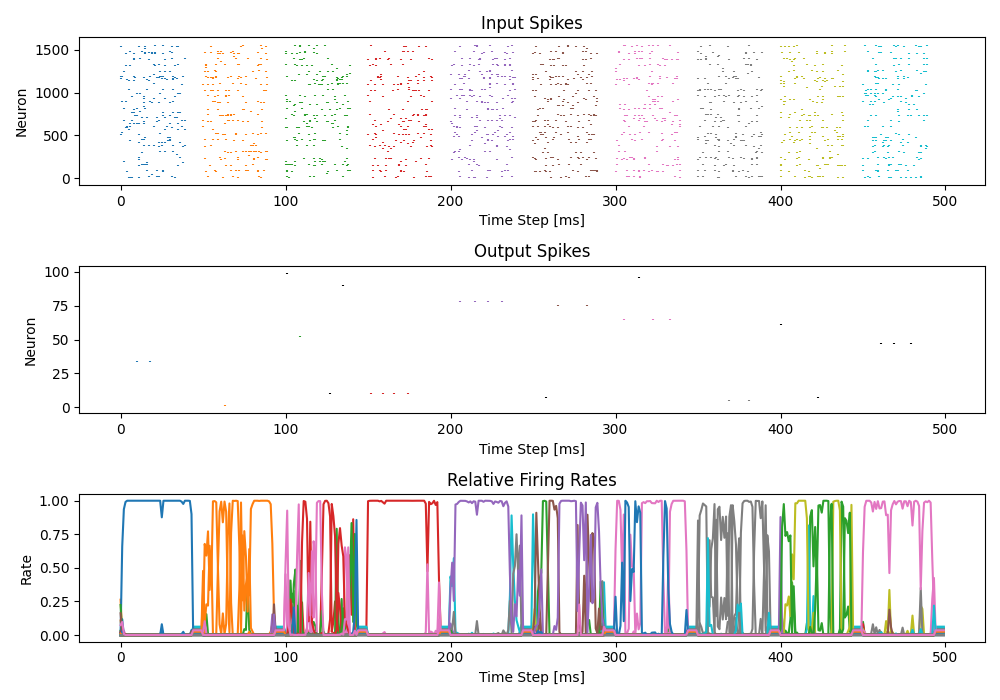 Input Spikes
1500
1000
500
0
Neuron
0 100 200 300 400 500
Time Step [ms]
Output Spikes
100
75
50
25
0
Neuron
0 100 200 300 400 500
Time Step [ms]
Relative Firing Rates
1.00
0.75
0.50
0.25
0.00
Rate
0 100 200 300 400 500
Time Step [ms]